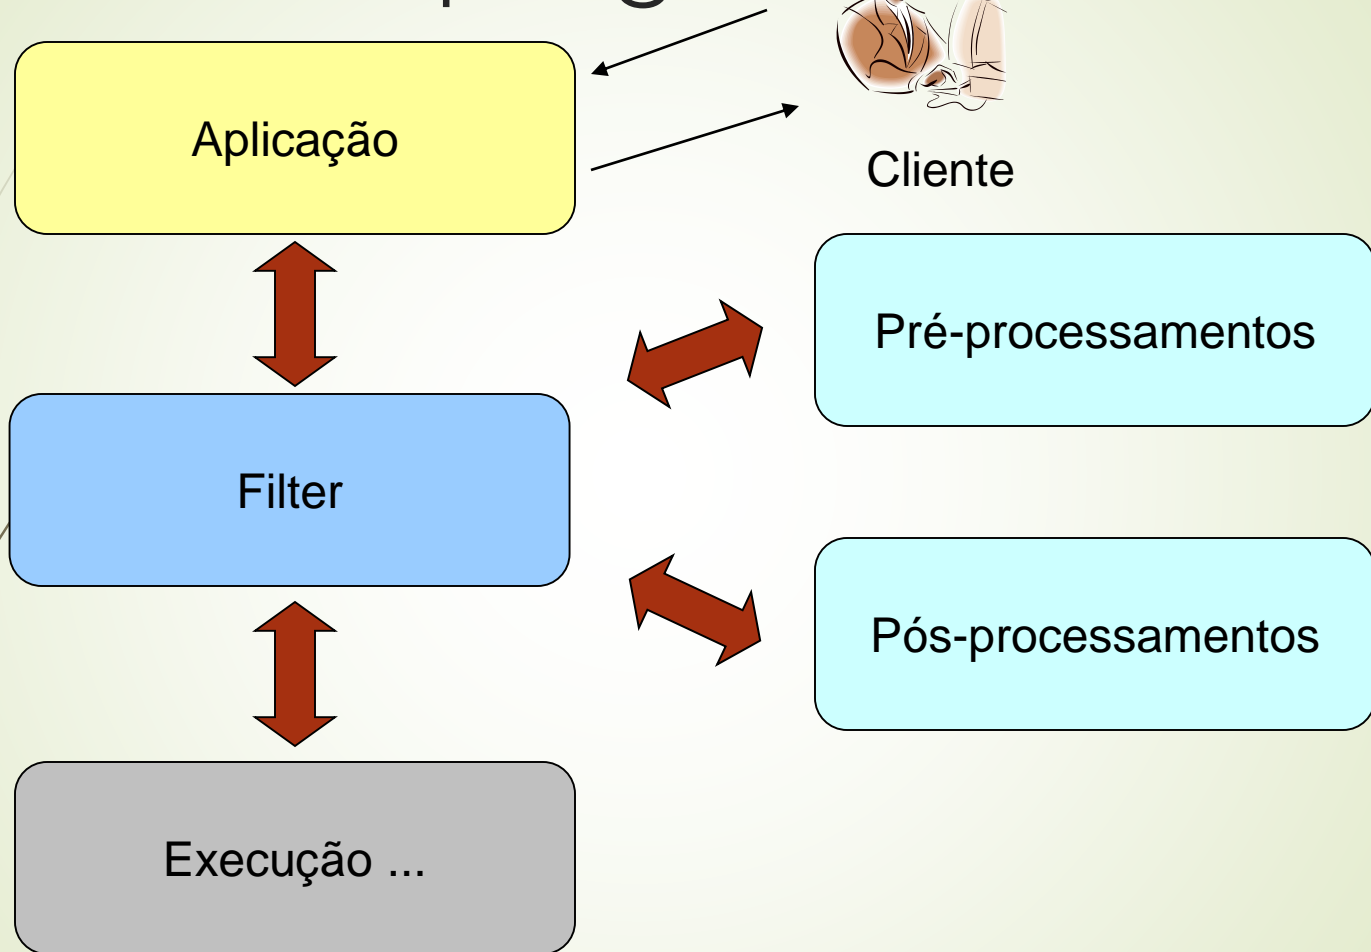 Aplicação
Cliente
Pré-processamentos
Filter
Pós-processamentos
Execução ...